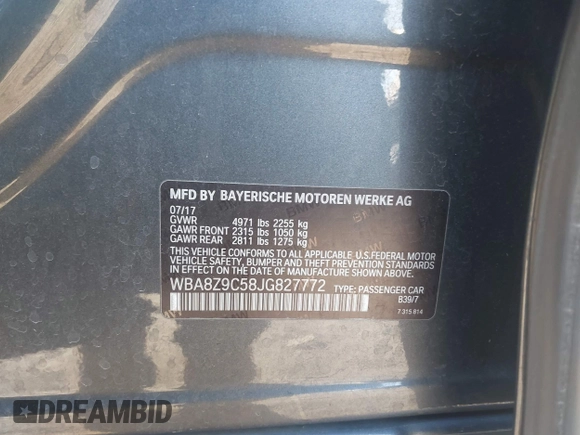 MFD BY BAYERISCHE MOTOREN WERKE AG
07/17
GVWR 4971 lbs 2255 kg
GAWR FRONT 2315 lbs 1050 kg
GAWR REAR 2811 lbs 1275 kg
THIS VEHICLE CONFORMS TO ALL APPLICABLE U.S.FEDERAL MOTOR
VEHICLE SAFETY, BUMPER AND THEFT PREVENTION STANDARDS
IN EFFECT ON THE DATE OF MANUFACTURE SHOWN ABOVE.
WBA8Z9C58JG827772 TYPE: PASSENGER CAR
B39/7
7 315 814
DREAMBID